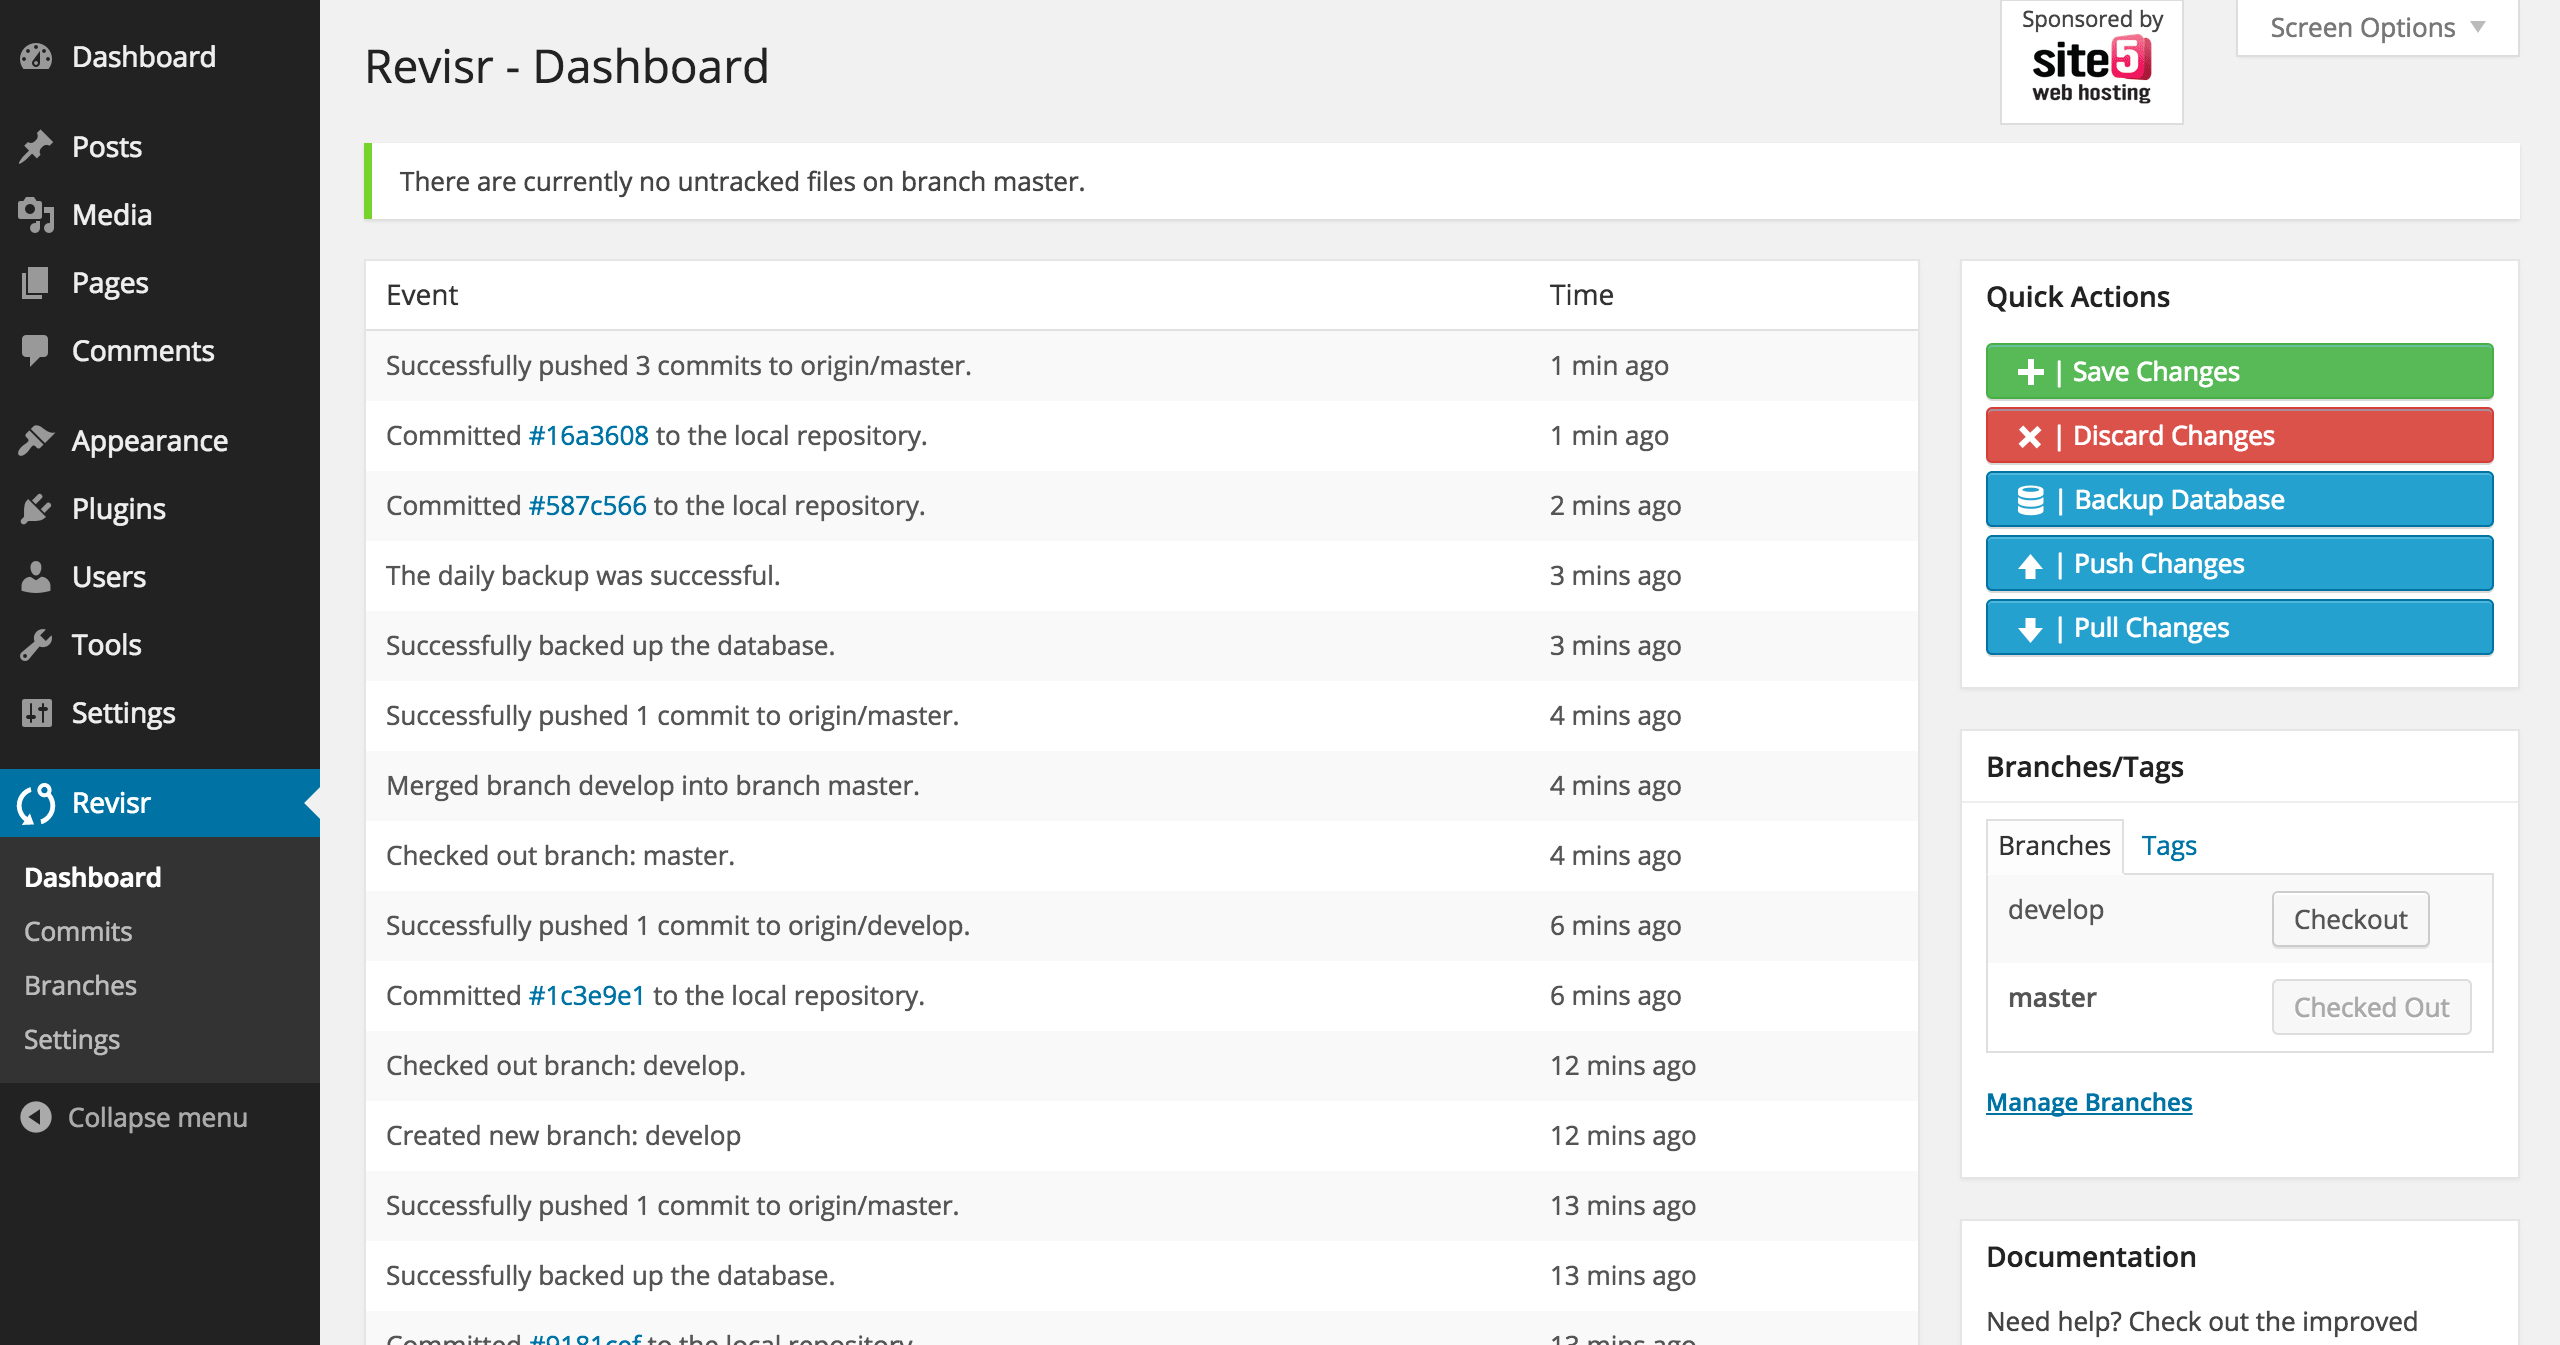 Dashboard
Posts
Media
Pages
Comments
Appearance
Plugins
Users
Tools
Settings
Revisr
Dashboard
Commits
Branches
Settings
Collapse menu
Revisr - Dashboard
Sponsored by
site5
web hosting
Screen Options
There are currently no untracked files on branch master.
Event Time
Successfully pushed 3 commits to origin/master. 1 min ago
Committed #16a3608 to the local repository. 1 min ago
Committed #587c566 to the local repository. 2 mins ago
The daily backup was successful. 3 mins ago
Successfully backed up the database. 3 mins ago
Successfully pushed 1 commit to origin/master. 4 mins ago
Merged branch develop into branch master. 4 mins ago
Checked out branch: master. 4 mins ago
Successfully pushed 1 commit to origin/develop. 6 mins ago
Committed #1c3e9e1 to the local repository. 6 mins ago
Checked out branch: develop. 12 mins ago
Created new branch: develop 12 mins ago
Successfully pushed 1 commit to origin/master. 13 mins ago
Successfully backed up the database. 13 mins ago
Committed #9181cef to the local repository. 13 mins ago
Quick Actions
| Save Changes
| Discard Changes
| Backup Database
| Push Changes
| Pull Changes
Branches/Tags
Branches Tags
develop Checkout
master Checked Out
Manage Branches
Documentation
Need help? Check out the improved